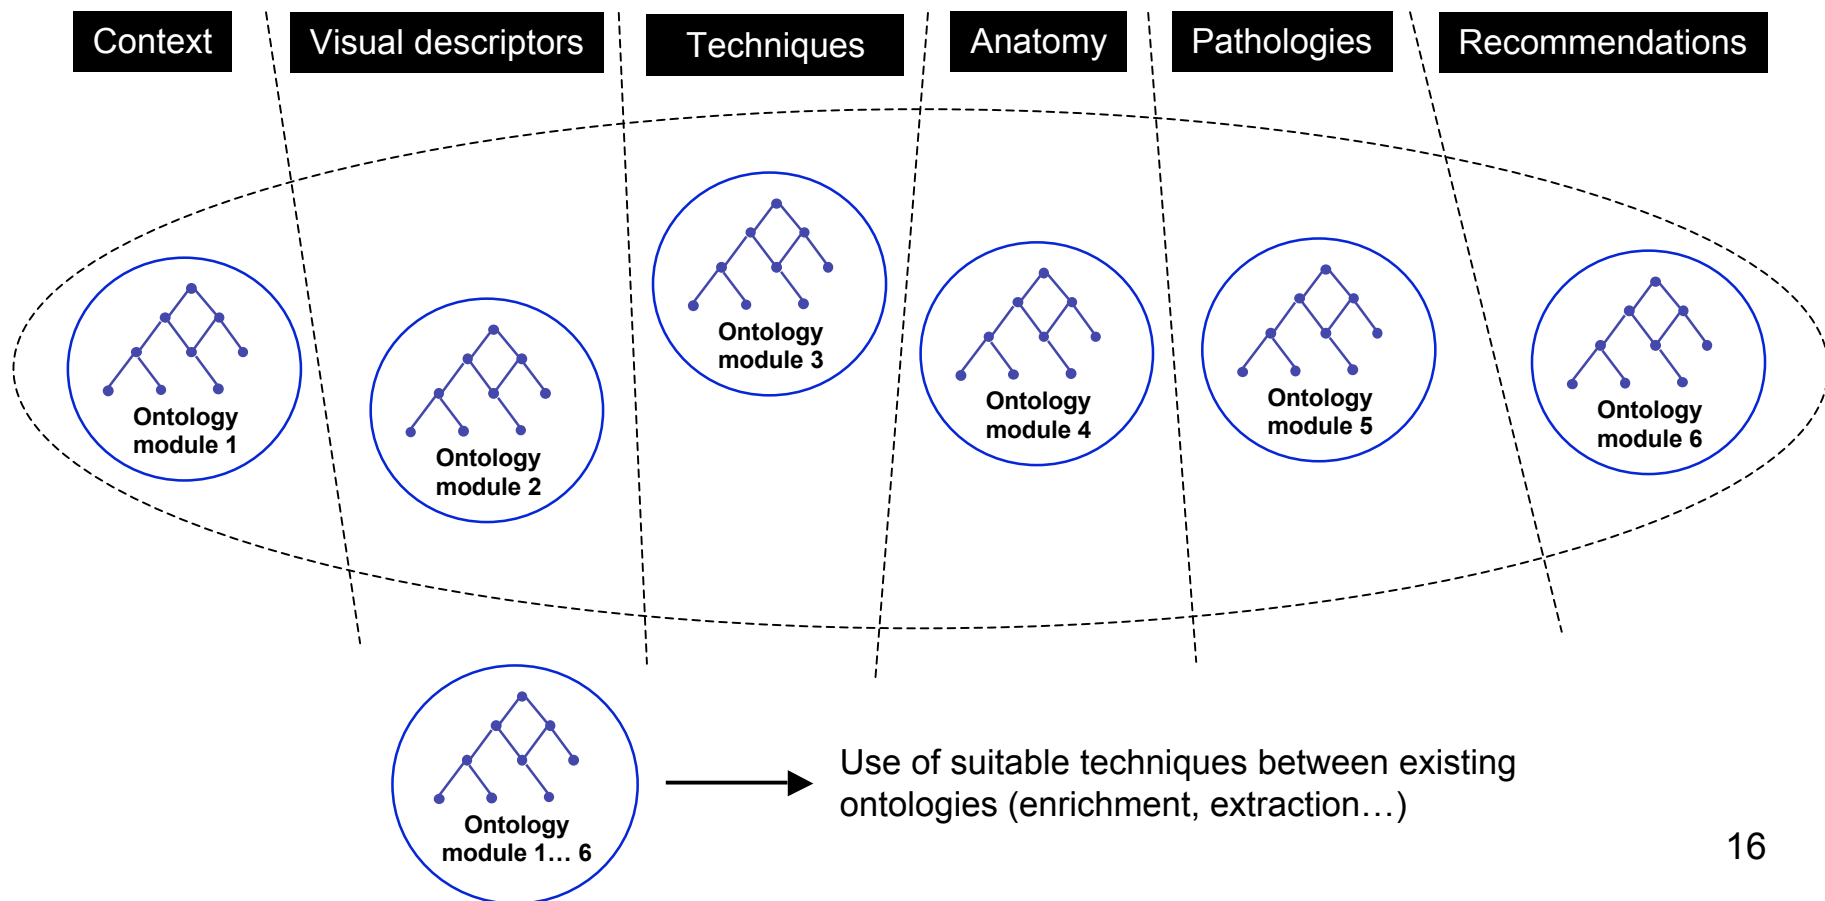 Context
Visual descriptors
Techniques
Anatomy
Pathologies
Recommendations
Ontology
module 1
Ontology
module 2
Ontology
module 3
Ontology
module 4
Ontology
module 5
Ontology
module 6
Ontology
module 1... 6
Use of suitable techniques between existing
ontologies (enrichment, extraction…)
16